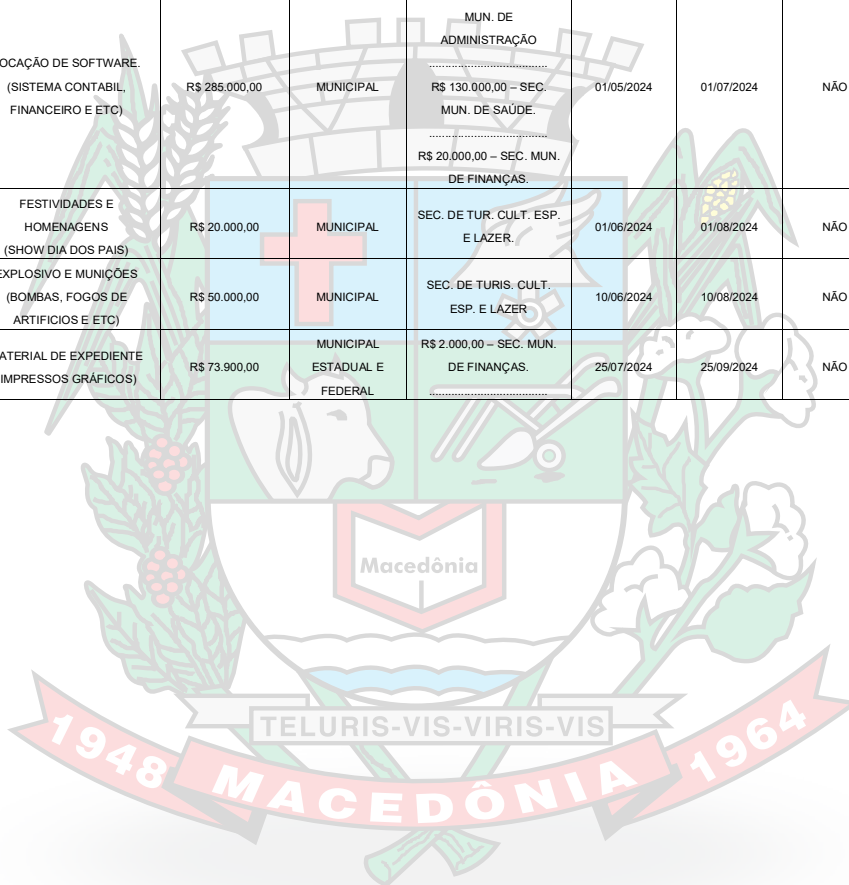 MUN. DE
ADMINISTRAÇÃO
......................................
OCAÇÃO DE SOFTWARE.
(SISTEMA CONTABIL,
FINANCEIRO E ETC)
R$ 285.000,00
MUNICIPAL
R$ 130.000,00 – SEC.
MUN. DE SAÚDE.
......................................
R$ 20.000,00 – SEC. MUN.
DE FINANÇAS.
01/05/2024
01/07/2024
NÃO
FESTIVIDADES E
HOMENAGENS
(SHOW DIA DOS PAIS)
R$ 20.000,00
MUNICIPAL
SEC. DE TUR. CULT. ESP.
E LAZER.
01/06/2024
01/08/2024
NÃO
EXPLOSIVO E MUNIÇÕES
(BOMBAS, FOGOS DE
ARTIFICIOS E ETC)
R$ 50.000,00
MUNICIPAL
SEC. DE TURIS. CULT.
ESP. E LAZER
10/06/2024
10/08/2024
NÃO
ATERIAL DE EXPEDIENTE
IMPRESSOS GRÁFICOS)
R$ 73.900,00
MUNICIPAL
ESTADUAL E
FEDERAL
R$ 2.000,00 – SEC. MUN.
DE FINANÇAS.
......................................
25/07/2024
25/09/2024
NÃO
Macedônia
TELURIS-VIS-VIRIS-VIS
1948 MACEDÔNIA 1964